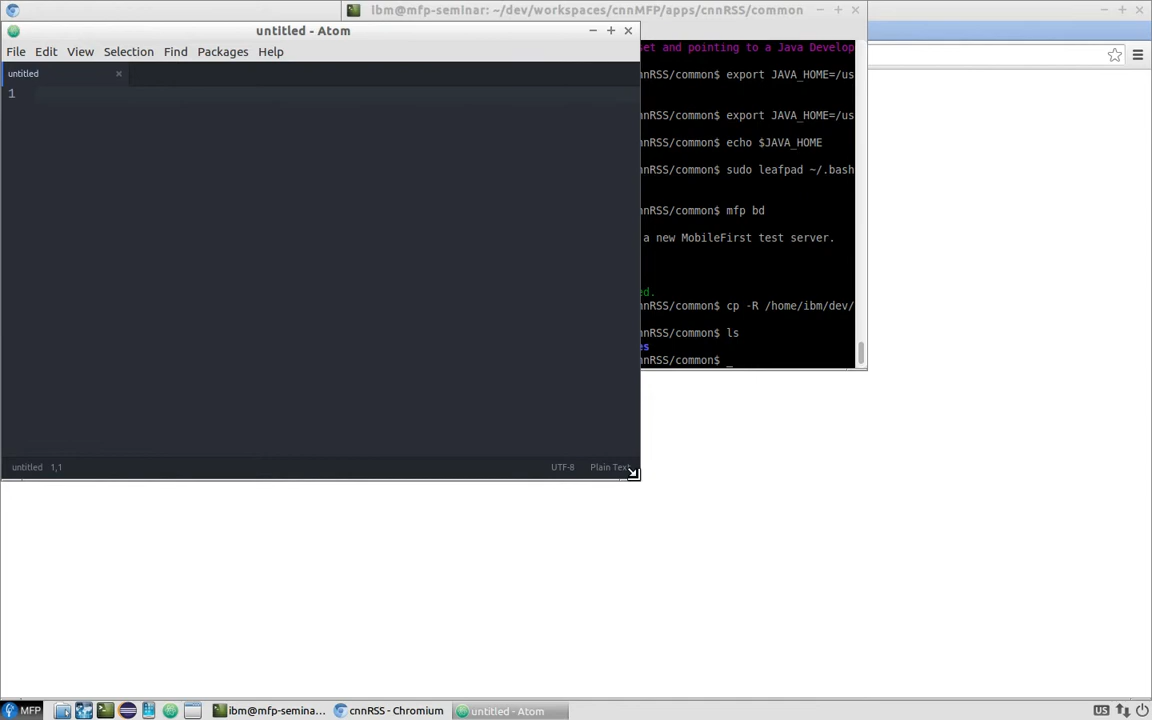 ibm@mfp-seminar: ~/dev/workspaces/cnnMFP/apps/cnnRSS/common
untitled - Atom
File Edit View Selection Find Packages Help
untitled
1
set and pointing to a Java Develop
nnRSS/common$ export JAVA_HOME=/us
nnRSS/common$ export JAVA_HOME=/us
nnRSS/common$ echo $JAVA_HOME
nnRSS/common$ sudo leafpad ~/.bash
nnRSS/common$ mfp bd
a new MobileFirst test server.
ed.
nnRSS/common$ cp -R /home/ibm/dev/
nnRSS/common$ ls
es
nnRSS/common$ _
untitled 1,1 UTF-8 Plain Text
MFP ibm@mfp-semina... cnnRSS - Chromium untitled - Atom US